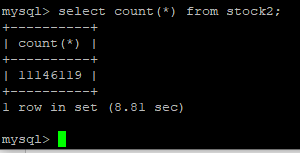 mysql> select count(*) from stock2;
+----------+
| count(*) |
+----------+
| 11146119 |
+----------+
1 row in set (8.81 sec)
mysql>